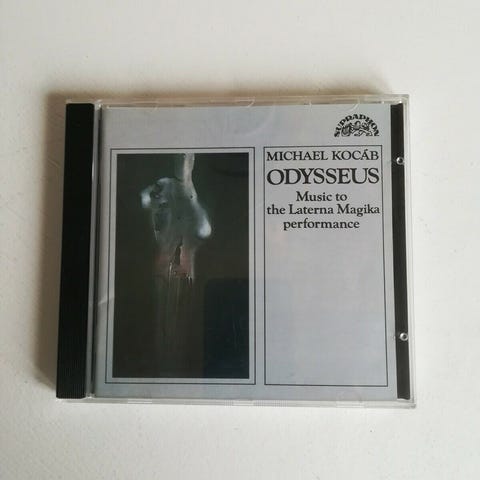 SUPRAPHON
MICHAEL KOCÁB
ODYSSEUS
Music to
the Laterna Magika
performance